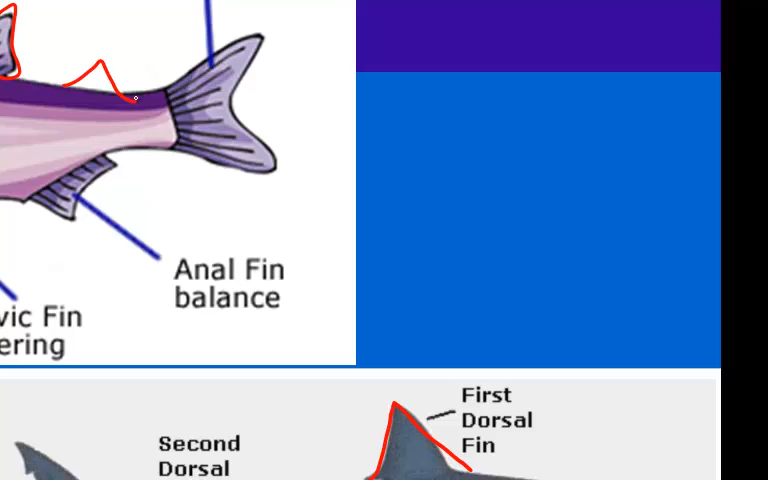 Anal Fin
balance
vic Fin
ering
First
Dorsal
Fin
Second
Dorsal